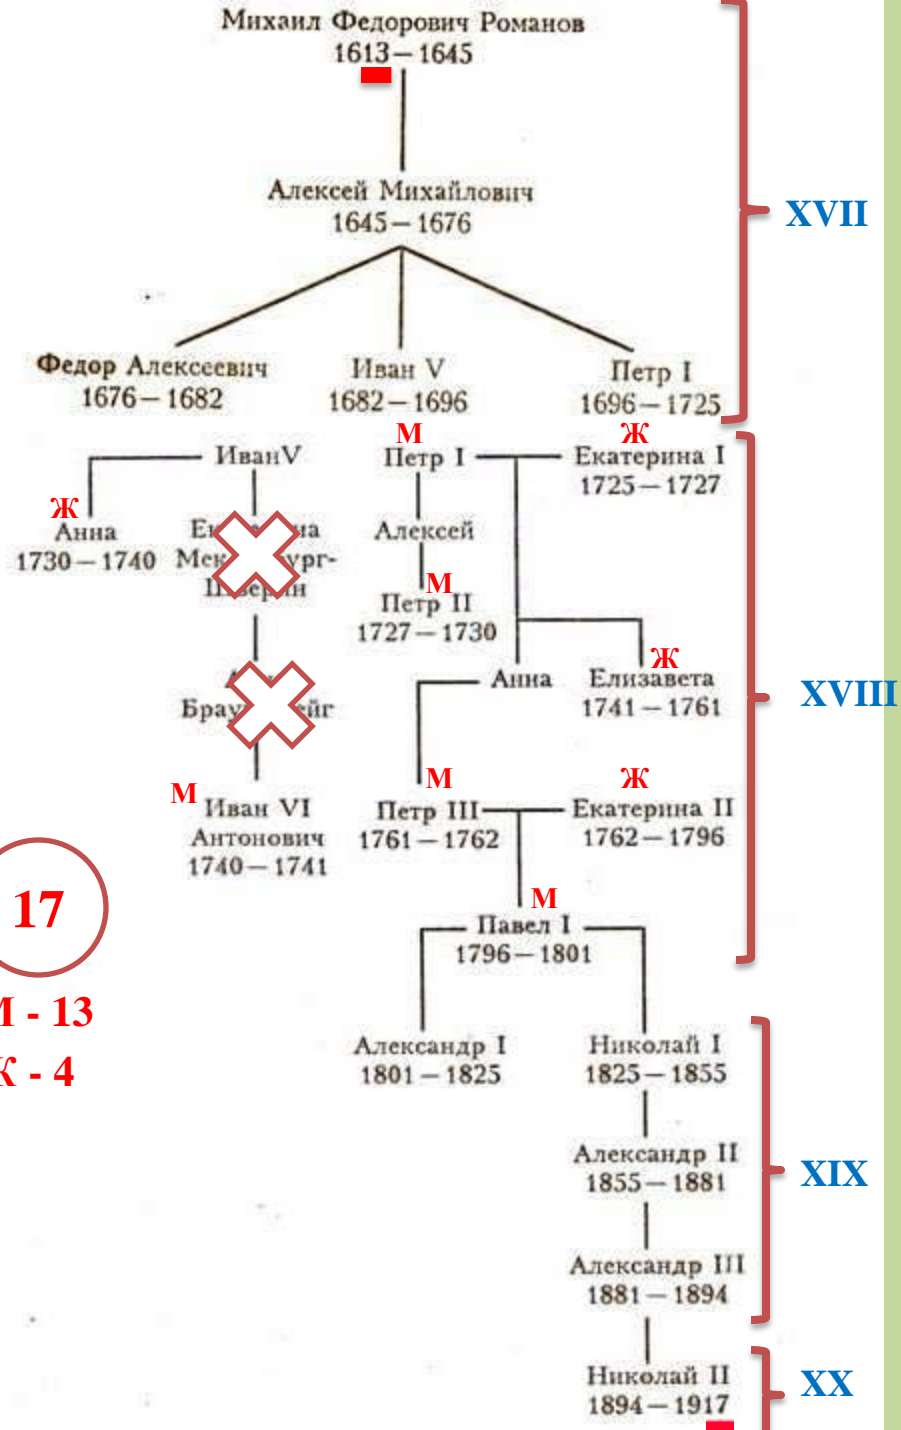 Михаил Федорович Романов
1613 — 1645
Алексей Михайлович
1645 — 1676
XVII
Федор Алексеевич
1676 — 1682
Иван V
1682 — 1696
Петр I
1696 — 1725
М
Ж
ИванV
Петр I
Екатерина I
1725 — 1727
Ж
Анна
1730 — 1740
Алексей
М
Петр II
1727 — 1730
Анна
Ж
Елизавета
1741 — 1761
XVIII
М
Иван VI
Антонович
1740 — 1741
М
Петр III
1761 — 1762
Ж
Екатерина II
1762 — 1796
17
М - 13
Ж - 4
М
Павел I
1796 — 1801
Александр I
1801 — 1825
Николай I
1825 — 1855
Александр II
1855 — 1881
XIX
Александр III
1881 — 1894
Николай II
1894 — 1917
XX